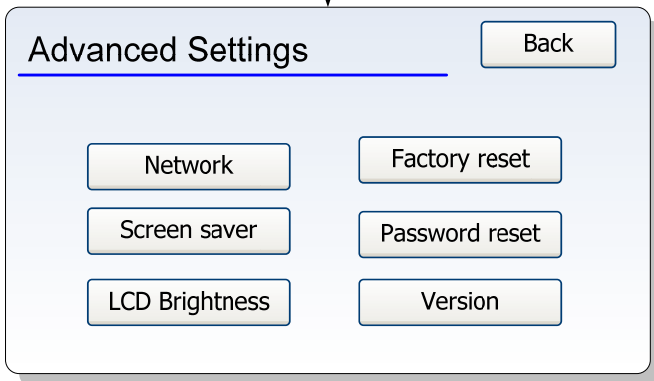 Advanced Settings
Back
Network
Factory reset
Screen saver
Password reset
LCD Brightness
Version